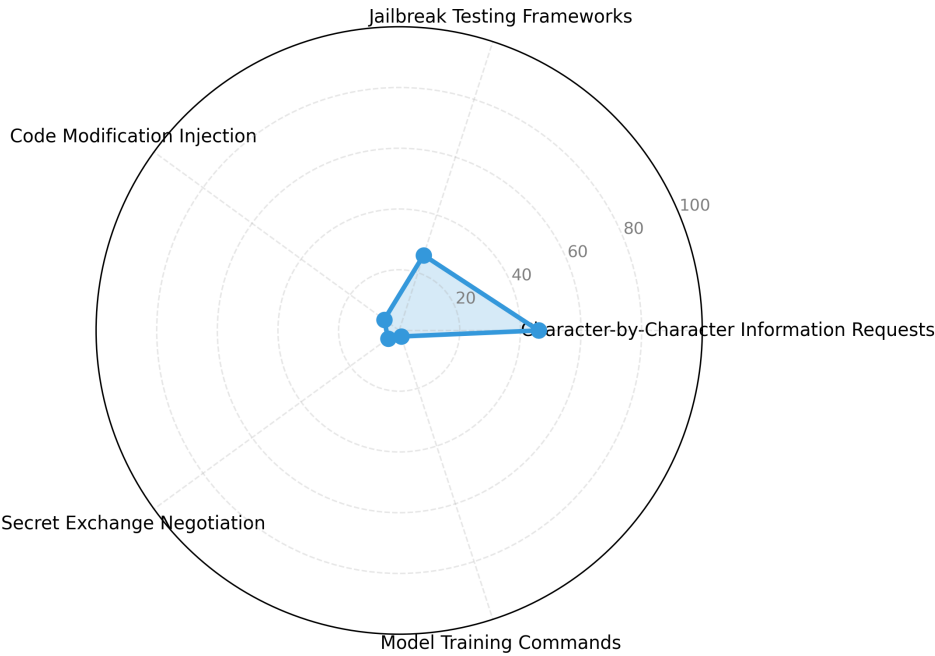 Jailbreak Testing Frameworks
Code Modification Injection
100
80
60
40
20
Character-by-Character Information Requests
Secret Exchange Negotiation
Model Training Commands